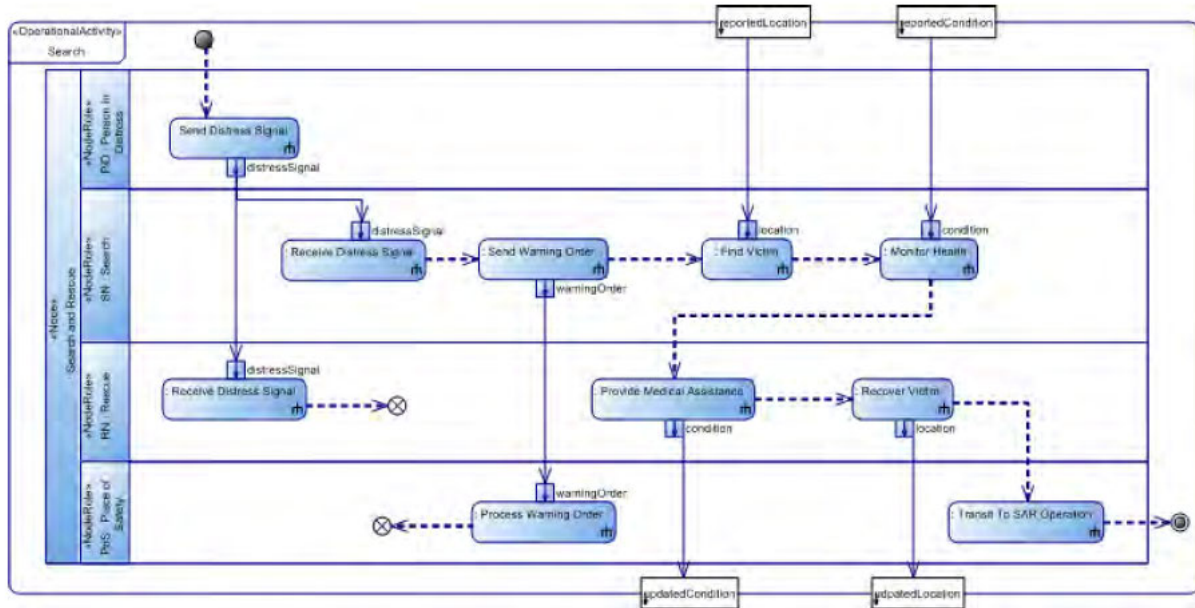 reportedLocation
reportedCondition
«OperationalActivity»
Search
«Node»
Search and Rescue
«NodeRole»
PiD : Person In
Distress
: Send Distress Signal
distressSignal
«NodeRole»
SN : Search
distressSignal
: Receive Distress Signal
: Send Warning Order
warningOrder
location
: Find Victim
condition
: Monitor Health
«NodeRole»
RN : Rescue
distressSignal
: Receive Distress Signal
: Provide Medical Assistance
condition
: Recover Victim
location
«NodeRole»
PoS : Place of
Safety
warningOrder
: Process Warning Order
: Transit To SAR Operation
updatedCondition
udpatedLocation